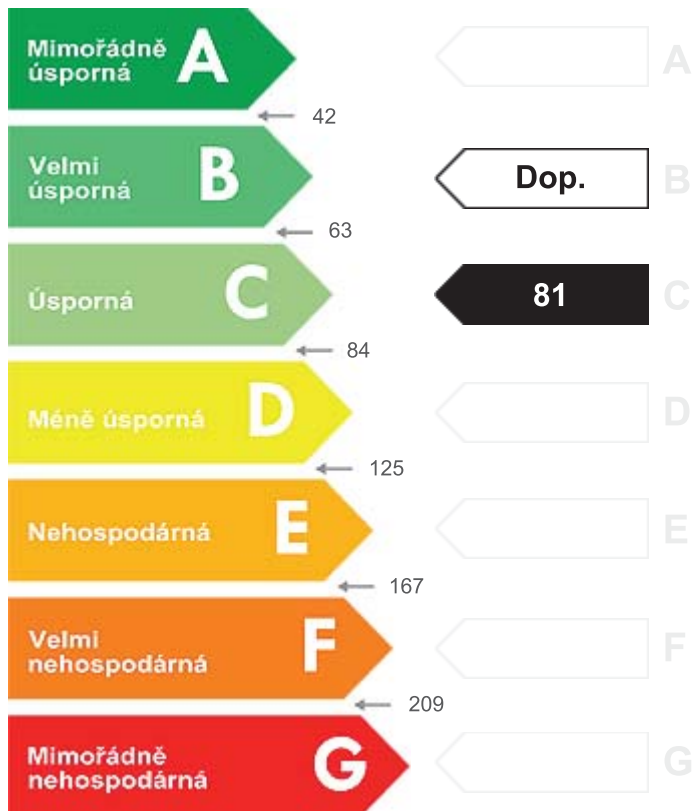 Mimořádně
úsporná
A
A
42
Velmi
úsporná
B
Dop.
B
63
Úsporná
C
81
C
84
Méně úsporná
D
D
125
Nehospodárná
E
E
167
Velmi
nehospodárná
F
F
209
Mimořádně
nehospodárná
G
G